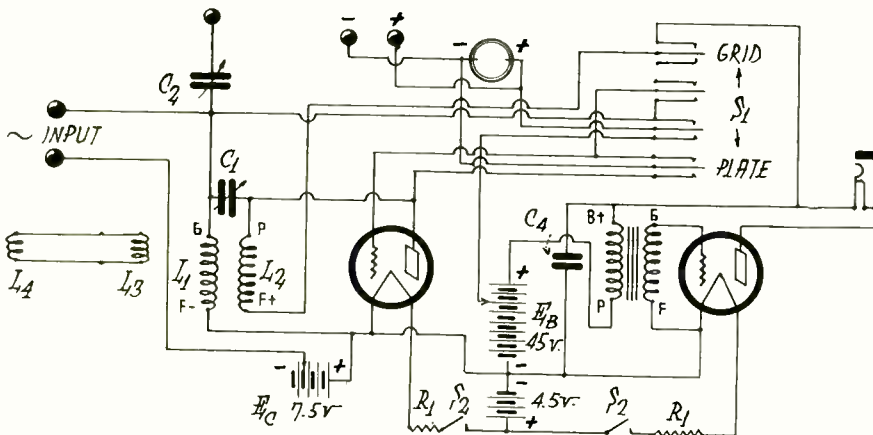 - +
- +
C2
GRID
S1
PLATE
~ INPUT
C1
G P
L1 L2
F- F+
L4 L3
C4
B+ G
P F
+
EB
45v.
-
- +
EC 7.5v
R1 S2
-
4.5v.
+
S2 R1